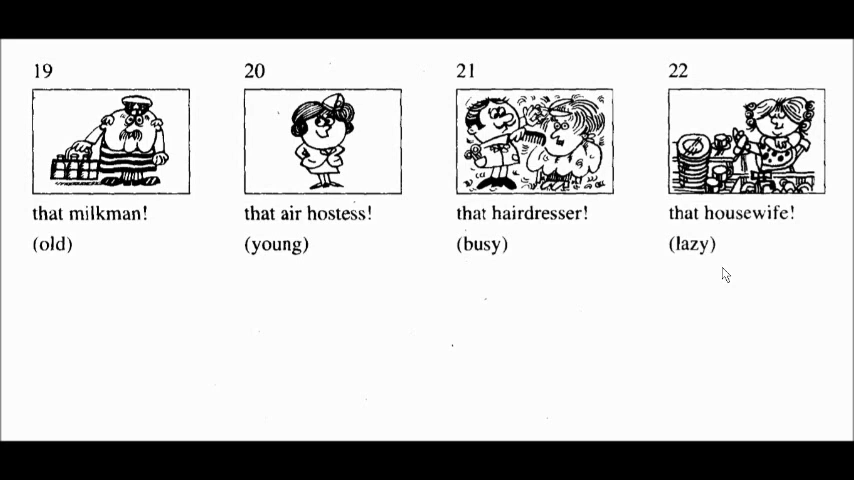 19
that milkman!
(old)
20
that air hostess!
(young)
21
that hairdresser!
(busy)
22
that housewife!
(lazy)